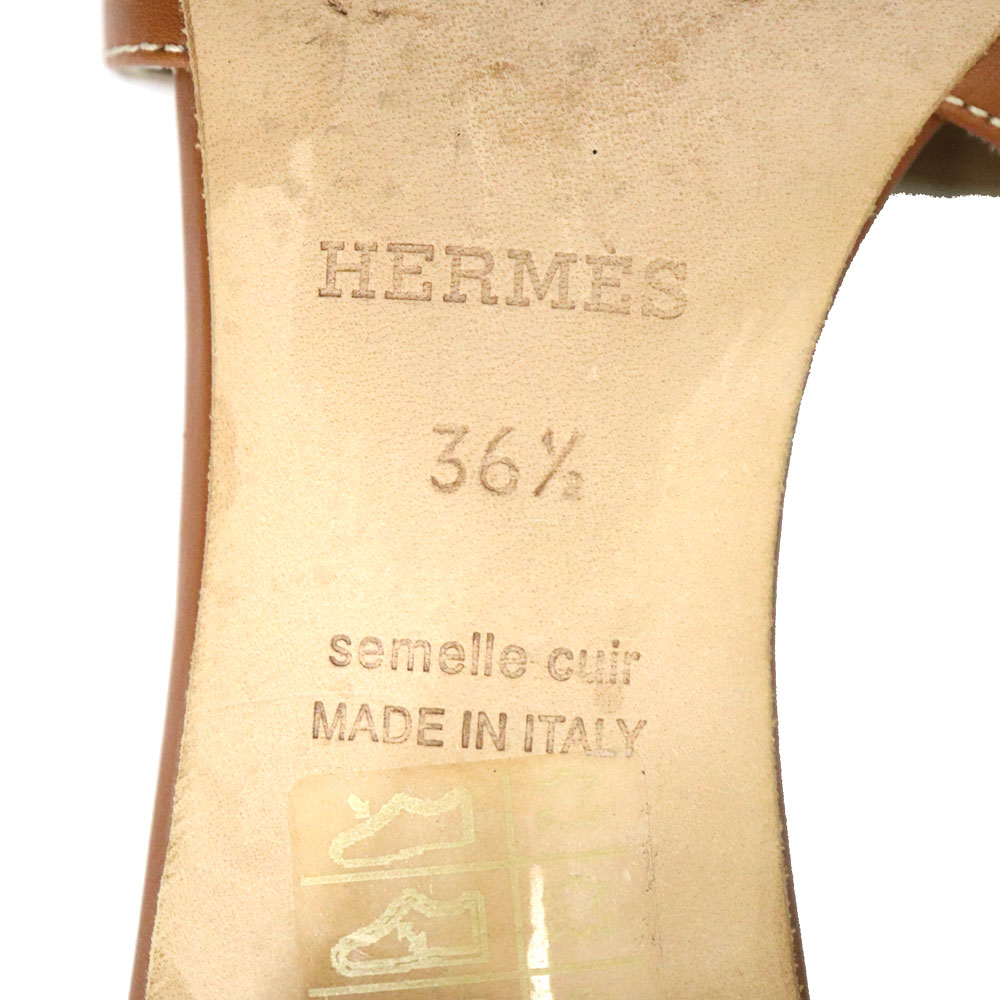 HERMÈS
36½
semelle cuir
MADE IN ITALY